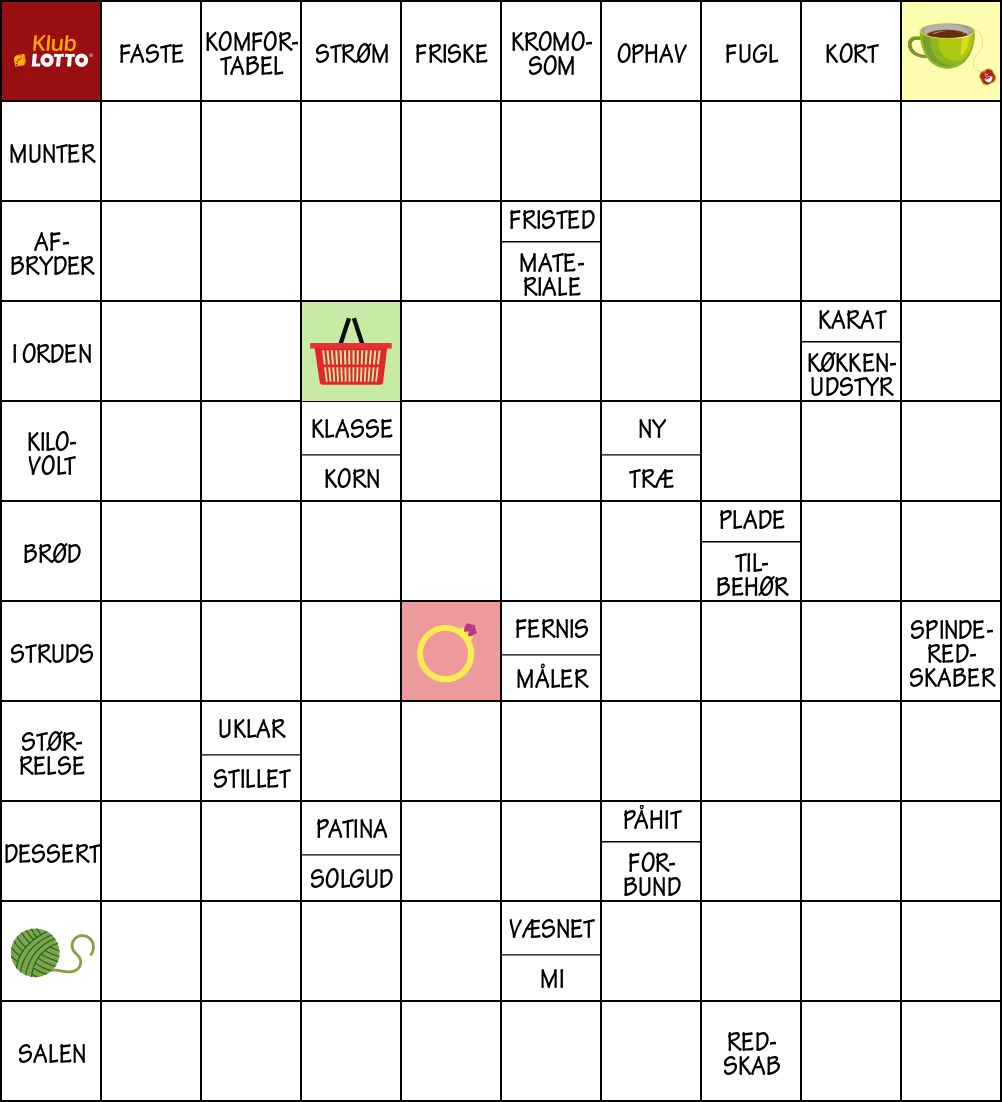 Klub
LOTTO
FASTE
KOMFOR-
TABEL
STRØM
FRISKE
KROMO-
SOM
OPHAV
FUGL
KORT
MUNTER
AF-
BRYDER
FRISTED
MATE-
RIALE
I ORDEN
KARAT
KØKKEN-
UDSTYR
KILO-
VOLT
KLASSE
KORN
NY
TRÆ
BRØD
PLADE
TIL-
BEHØR
STRUDS
FERNIS
MÅLER
SPINDE-
RED-
SKABER
STØR-
RELSE
UKLAR
STILLET
DESSERT
PATINA
SOLGUD
PÅHIT
FOR-
BUND
VÆSNET
MI
SALEN
RED-
SKAB